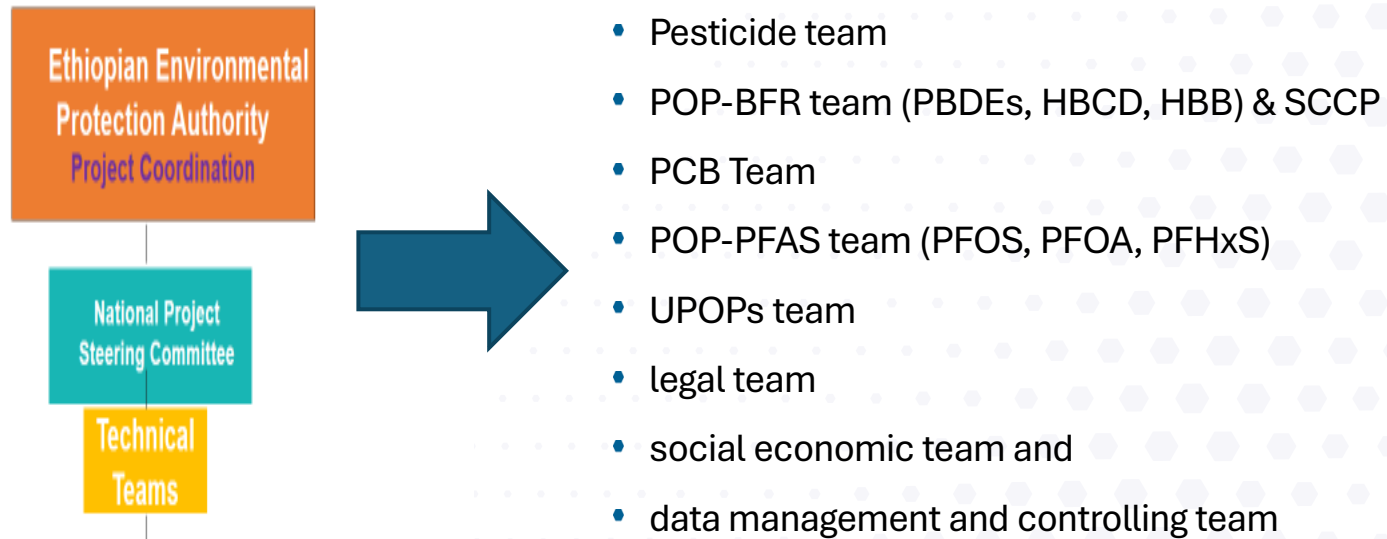 Ethiopian Environmental
Protection Authority
Project Coordination
National Project
Steering Committee
Technical
Teams
• Pesticide team
• POP-BFR team (PBDEs, HBCD, HBB) & SCCP
• PCB Team
• POP-PFAS team (PFOS, PFOA, PFHxS)
• UPOPs team
• legal team
• social economic team and
• data management and controlling team